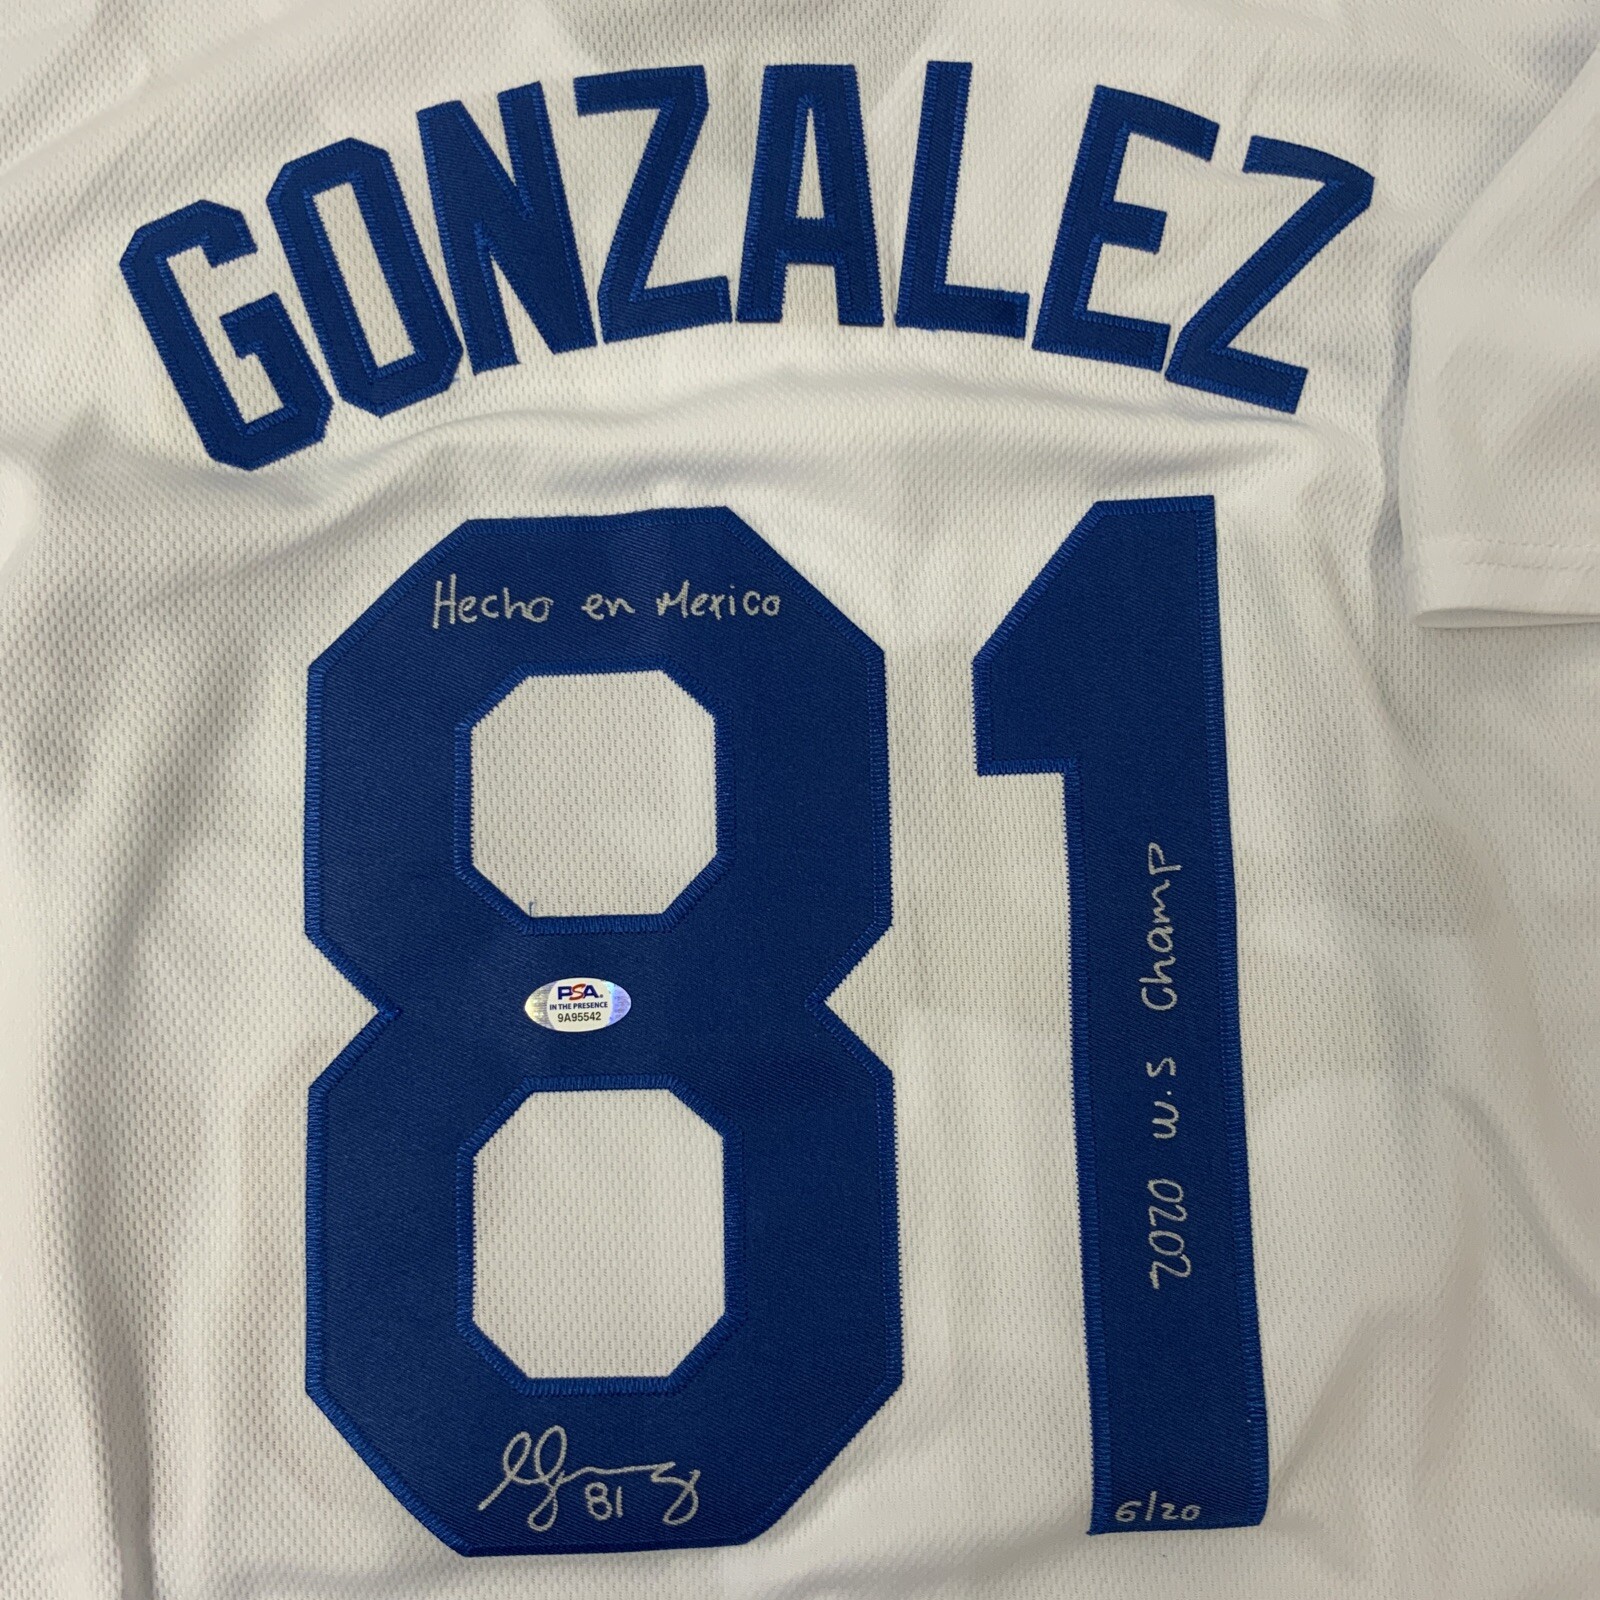 GONZALEZ
81
Hecho en Mexico
PSA
IN THE PRESENCE
9A95542
81
2020 W.S Champ
6/20